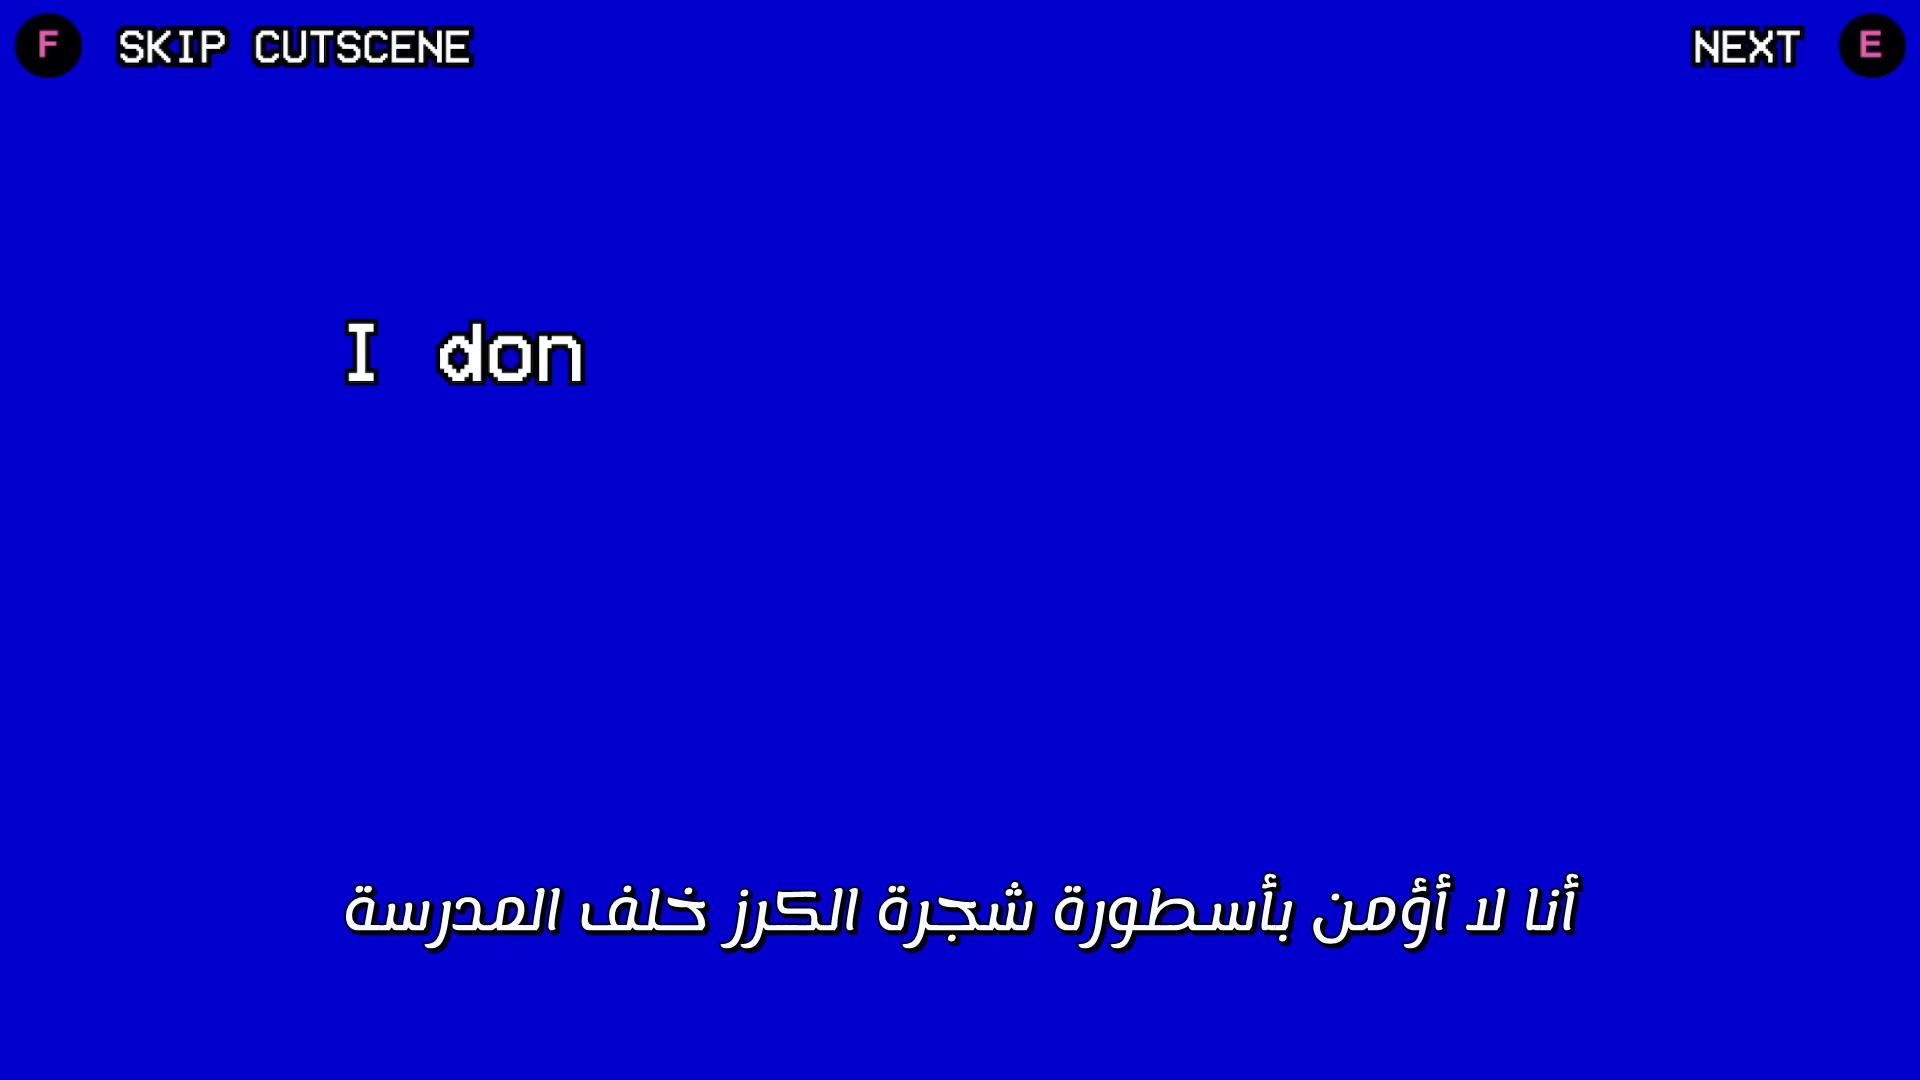 F SKIP CUTSCENE
NEXT E
I don
أنا لا أؤمن بأسطورة شجرة الكرز خلف المدرسة